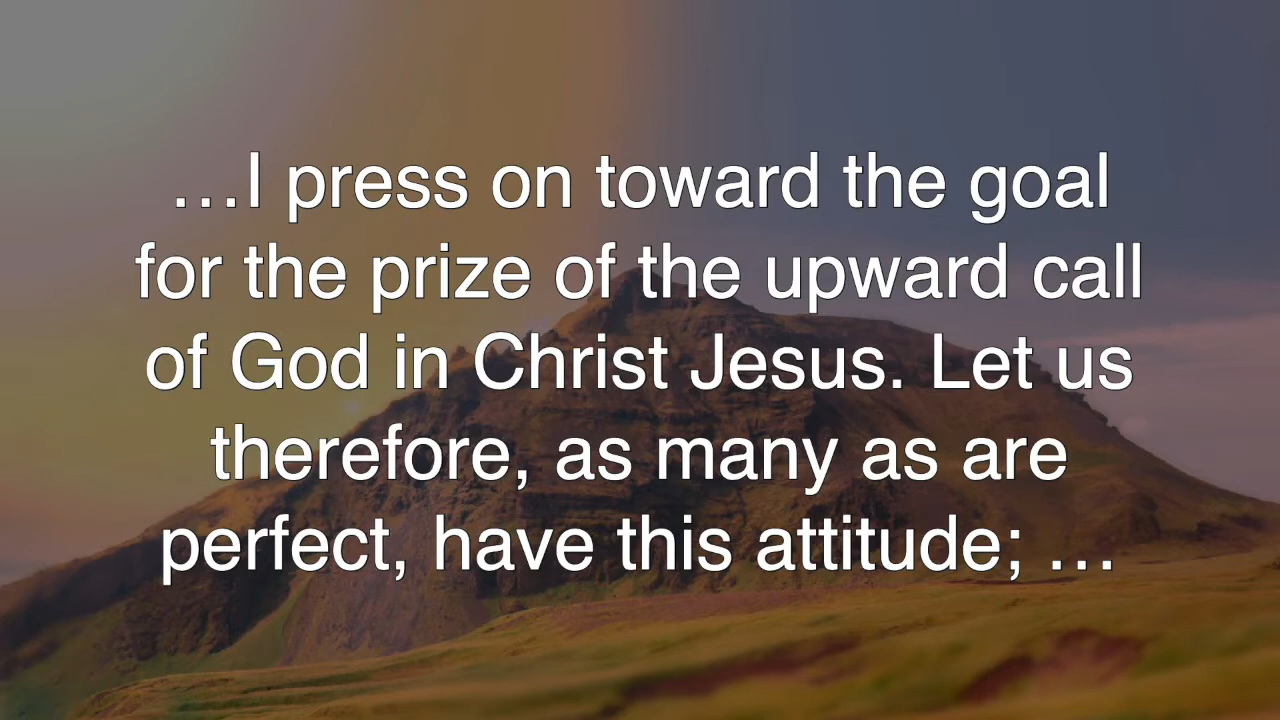 …I press on toward the goal
for the prize of the upward call
of God in Christ Jesus. Let us
therefore, as many as are
perfect, have this attitude; …